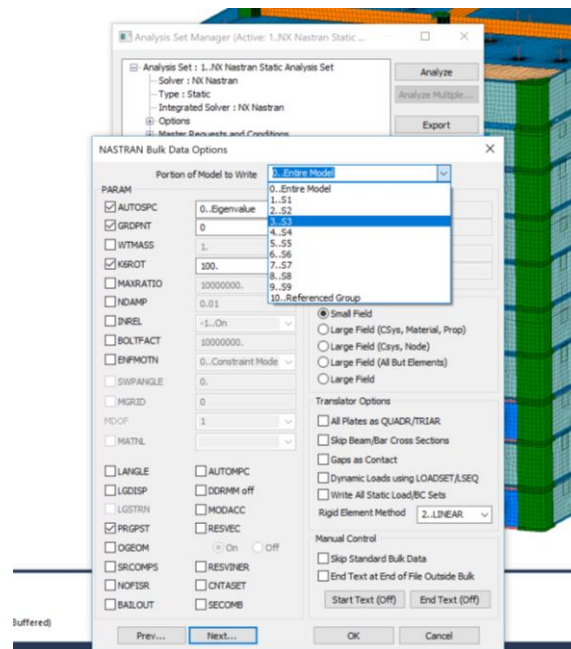 Analysis Set Manager (Active: 1..NX Nastran Static ...
Analysis Set : 1..NX Nastran Static Analysis Set
Solver : NX Nastran
Type : Static
Integrated Solver : NX Nastran
Options
Master Requests and Conditions
Analyze
Analyze Multiple...
Export
NASTRAN Bulk Data Options
Portion of Model to Write
0..Entire Model
0..Entire Model
1..S1
2..S2
3..S3
4..S4
5..S5
6..S6
7..S7
8..S8
9..S9
10..Referenced Group
PARAM
AUTOSPC 0..Eigenvalue
GRDPNT 0
WTMASS 1.
K6ROT 100.
MAXRATIO 10000000.
NDAMP 0.01
INREL -1..On
BOLTFACT 10000000.
ENFMOTN 0..Constraint Mode
SWPANGLE 0.
MGRID 0
MDOF 1
MATNL
LANGLE AUTOMPC
LGDISP DDRMM off
LGSTRN MODACC
PRGPST RESVEC
OGEOM On Off
SRCOMPS RESVINER
NOFISR CNTASET
BAILOUT SECOMB
Small Field
Large Field (CSys, Material, Prop)
Large Field (Csys, Node)
Large Field (All But Elements)
Large Field
Translator Options
All Plates as QUADR/TRIAR
Skip Beam/Bar Cross Sections
Gaps as Contact
Dynamic Loads using LOADSET/LSEQ
Write All Static Load/BC Sets
Rigid Element Method 2..LINEAR
Manual Control
Skip Standard Bulk Data
End Text at End of File Outside Bulk
Start Text (Off) End Text (Off)
Prev... Next... OK Cancel
Buffered)